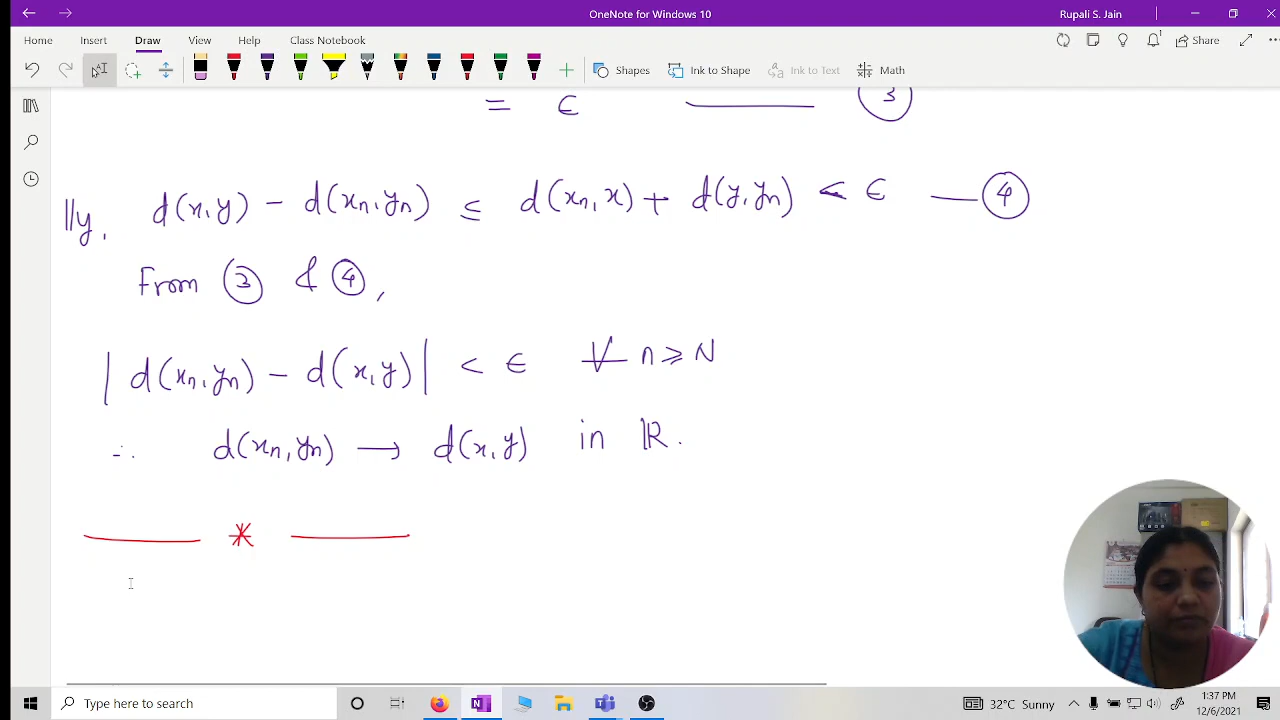 OneNote for Windows 10
Rupali S. Jain
Home Insert Draw View Help Class Notebook
Share
Shapes Ink to Shape Ink to Text Math
= ϵ ——— ③
||ly, d(x,y) - d(xn,yn) ≤ d(xn,x) + d(y,yn) < ϵ — ④
From ③ & ④,
| d(xn,yn) - d(x,y) | < ϵ ∀ n ≥ N
∴ d(xn,yn) → d(x,y) in ℝ.
—— * ——
Type here to search
32°C Sunny
1:37 PM
12/6/2021